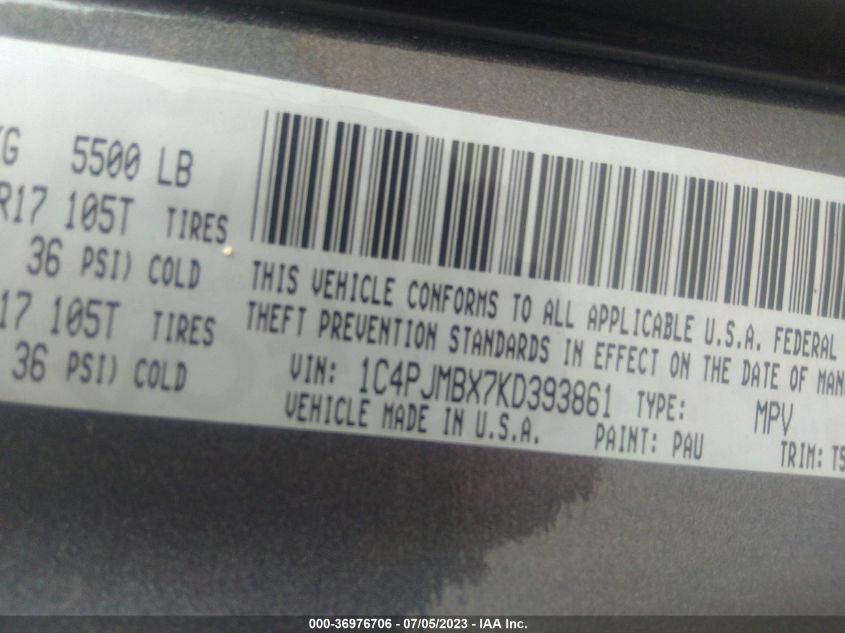 KG 5500 LB
R17 105T TIRES
36 PSI) COLD
17 105T TIRES
36 PSI) COLD
THIS VEHICLE CONFORMS TO ALL APPLICABLE U.S.A. FEDERAL
THEFT PREVENTION STANDARDS IN EFFECT ON THE DATE OF MAN
VIN: 1C4PJMBX7KD393861 TYPE: MPV
VEHICLE MADE IN U.S.A. PAINT: PAU TRIM: T5
000-36976706 - 07/05/2023 - IAA Inc.